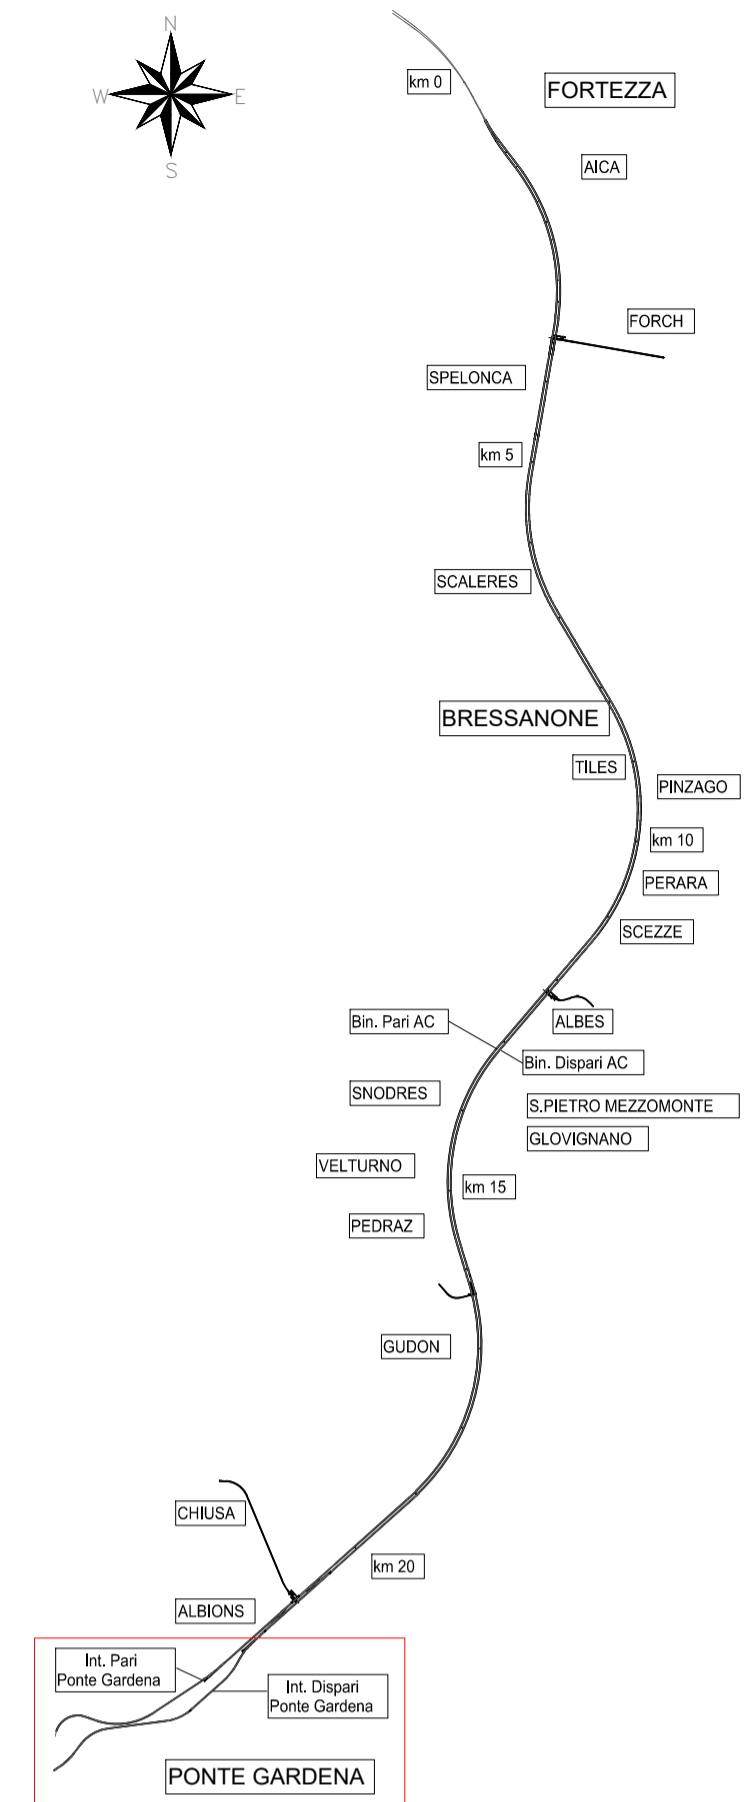 N
W
E
S
km 0
FORTEZZA
AICA
FORCH
SPELONCA
km 5
SCALERES
BRESSANONE
TILES
PINZAGO
km 10
PERARA
SCEZZE
ALBES
Bin. Pari AC
Bin. Dispari AC
SNODRES
S.PIETRO MEZZOMONTE
GLOVIGNANO
VELTURNO
km 15
PEDRAZ
GUDON
CHIUSA
km 20
ALBIONS
Int. Pari
Ponte Gardena
Int. Dispari
Ponte Gardena
PONTE GARDENA